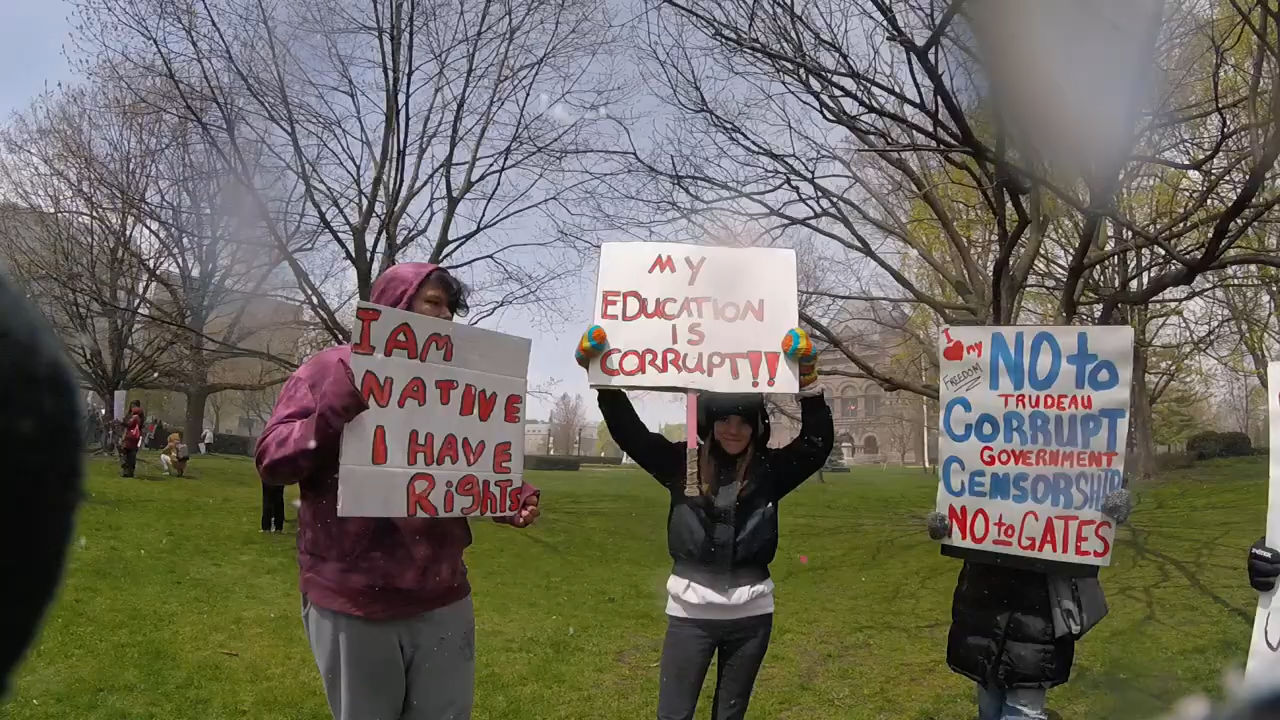 I AM
NATIVE
I HAVE
RigHTs
MY
EDUCATION
IS
CORRUPT!!
I ❤ my
FREEDOM
NO to
TRUDEAU
CORRUPT
GOVERNMENT
CENSORSHIP
NO to GATES